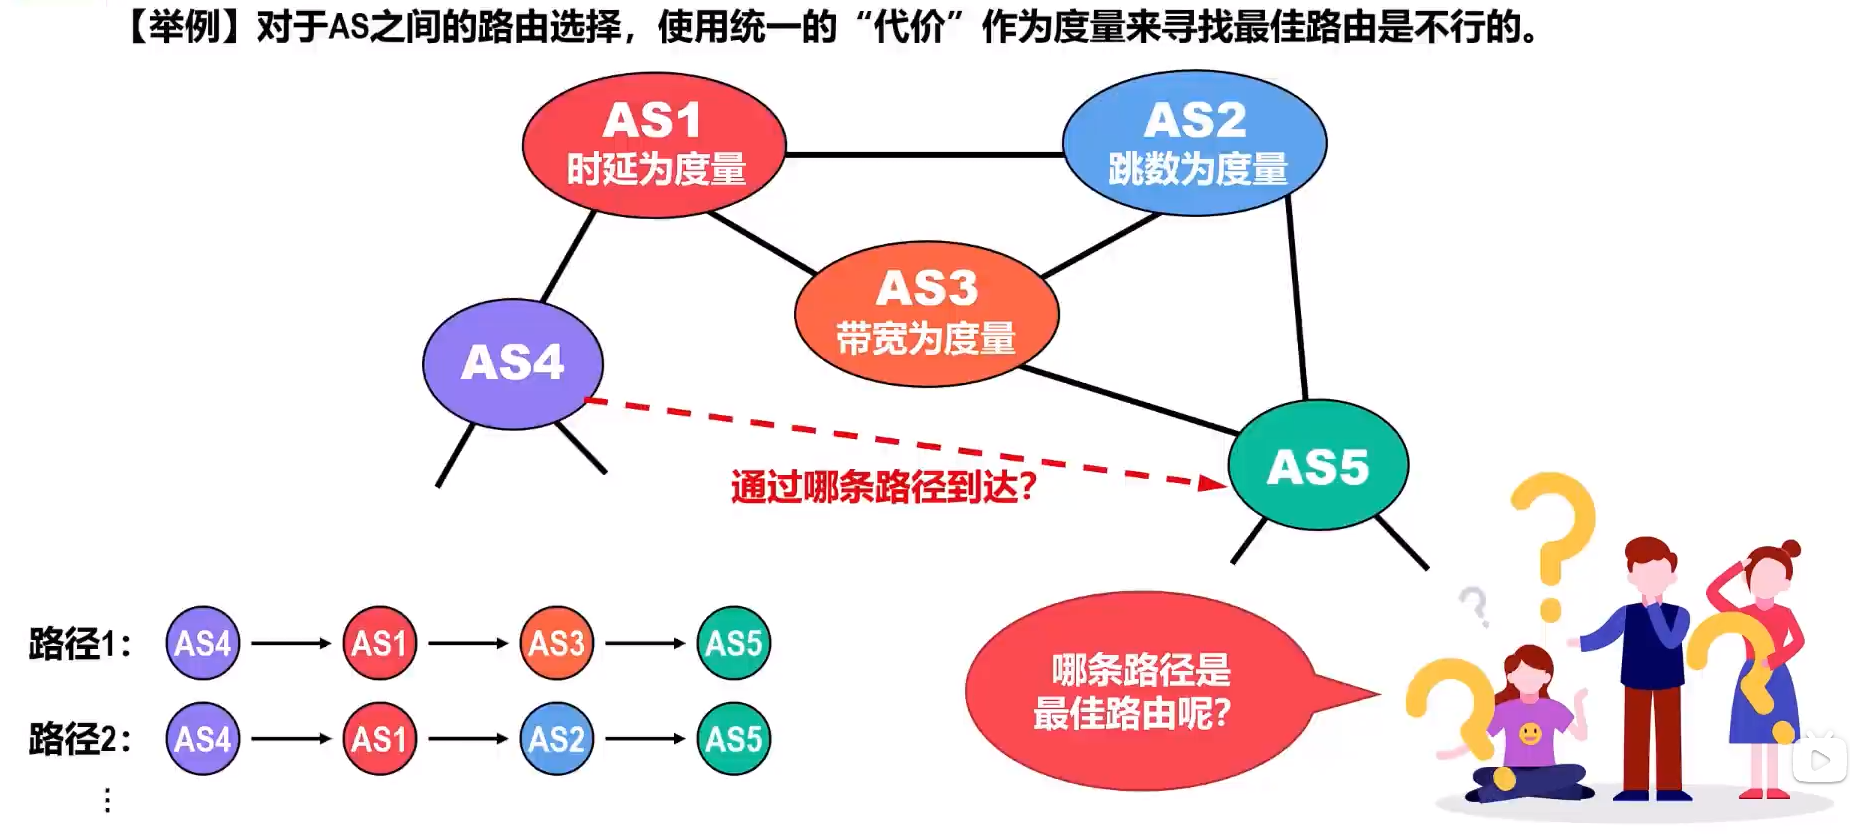 【举例】对于AS之间的路由选择，使用统一的“代价”作为度量来寻找最佳路由是不行的。
AS1
时延为度量
AS2
跳数为度量
AS3
带宽为度量
AS4
AS5
通过哪条路径到达？
路径1： AS4 AS1 AS3 AS5
路径2： AS4 AS1 AS2 AS5
⋮
哪条路径是
最佳路由呢？